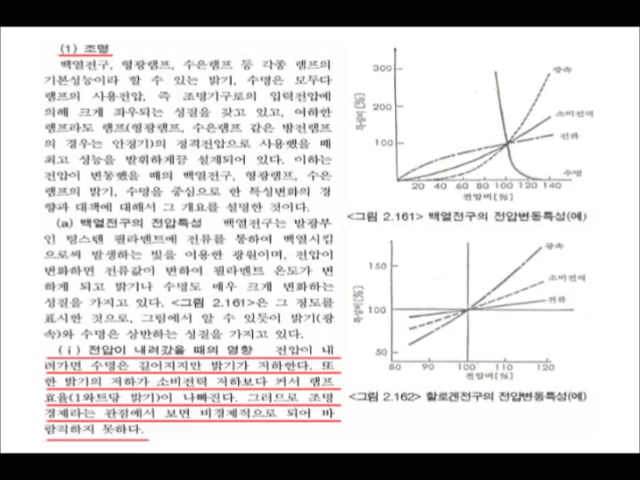 (1) 조명
백열전구, 형광램프, 수은램프 등 각종 램프의
기본성능이라 할 수 있는 밝기, 수명은 모두다
램프의 사용전압, 즉 조명기구로의 입력전압에
의해 크게 좌우되는 성질을 갖고 있고, 여하한
램프라도 램프(형광램프, 수은램프 같은 방전램프
의 경우는 안정기)의 정격전압으로 사용했을 때
최고 성능을 발휘하게끔 설계되어 있다. 이하는
전압이 변동했을 때의 백열전구, 형광램프, 수은
램프의 밝기, 수명을 중심으로 한 특성변화의 경
향과 대책에 대해서 그 개요를 설명한 것이다.
(a) 백열전구의 전압특성 백열전구는 발광부
인 텅스텐 필라멘트에 전류를 통하여 백열시킴
으로써 발생하는 빛을 이용한 광원이며, 전압이
변화하면 전류값이 변하여 필라멘트 온도가 변
하게 되고 밝기나 수명도 매우 크게 변화하는
성질을 가지고 있다. <그림 2.161>은 그 정도를
표시한 것으로, 그림에서 알 수 있듯이 밝기(광
속)와 수명은 상반하는 성질을 가지고 있다.
(i) 전압이 내려갔을 때의 영향 전압이 내
려가면 수명은 길어지지만 밝기가 저하한다. 또
한 밝기의 저하가 소비전력 저하보다 커서 램프
효율(1와트당 밝기)이 나빠진다. 그러므로 조명
경제라는 관점에서 보면 비경제적으로 되어 바
람직하지 못하다.
300
200
100
특성비[%]
광속
소비전력
전류
수명
20 40 60 80 100 120 140
전압비[%]
<그림 2.161> 백열전구의 전압변동특성(예)
150
100
50
특성비[%]
광속
소비전력
전류
80 90 100 110 120 130
전압비[%]
<그림 2.162> 할로겐전구의 전압변동특성(예)